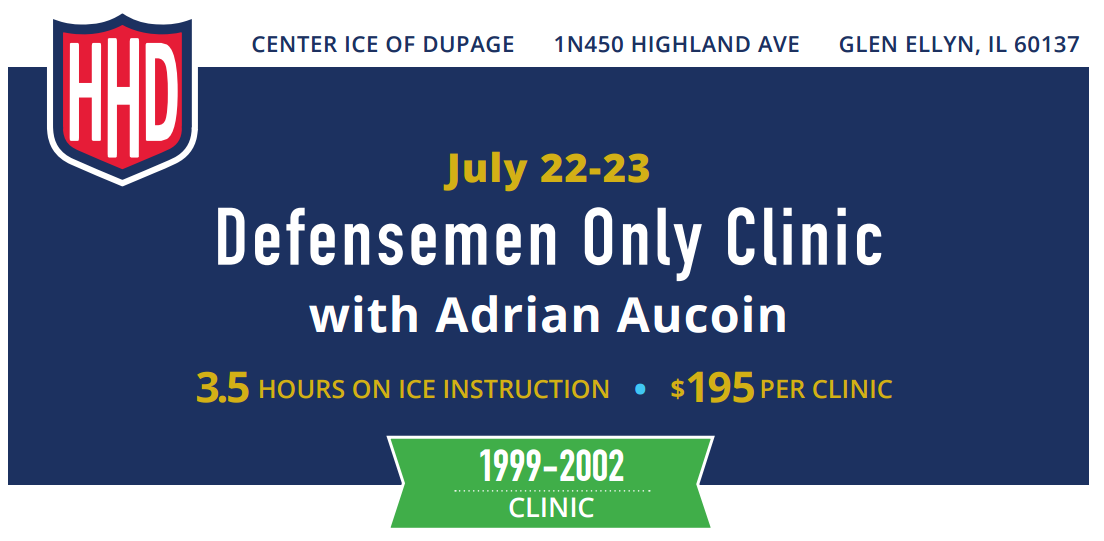 HHD
CENTER ICE OF DUPAGE 1N450 HIGHLAND AVE GLEN ELLYN, IL 60137
July 22-23
Defensemen Only Clinic
with Adrian Aucoin
3.5 HOURS ON ICE INSTRUCTION • $195 PER CLINIC
1999-2002
CLINIC